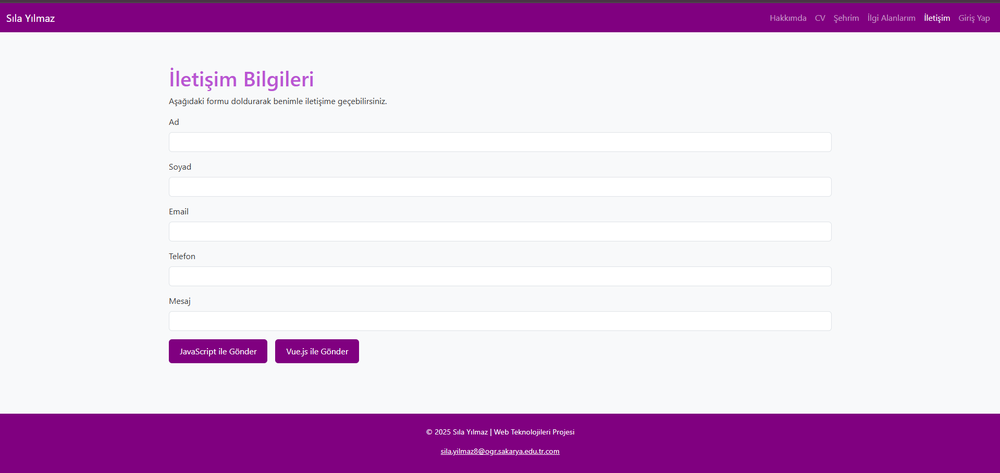 Sıla Yılmaz
Hakkımda CV Şehrim İlgi Alanlarım İletişim Giriş Yap
İletişim Bilgileri
Aşağıdaki formu doldurarak benimle iletişime geçebilirsiniz.
Ad
Soyad
Email
Telefon
Mesaj
JavaScript ile Gönder Vue.js ile Gönder
© 2025 Sıla Yılmaz | Web Teknolojileri Projesi
sila.yilmaz8@ogr.sakarya.edu.tr.com